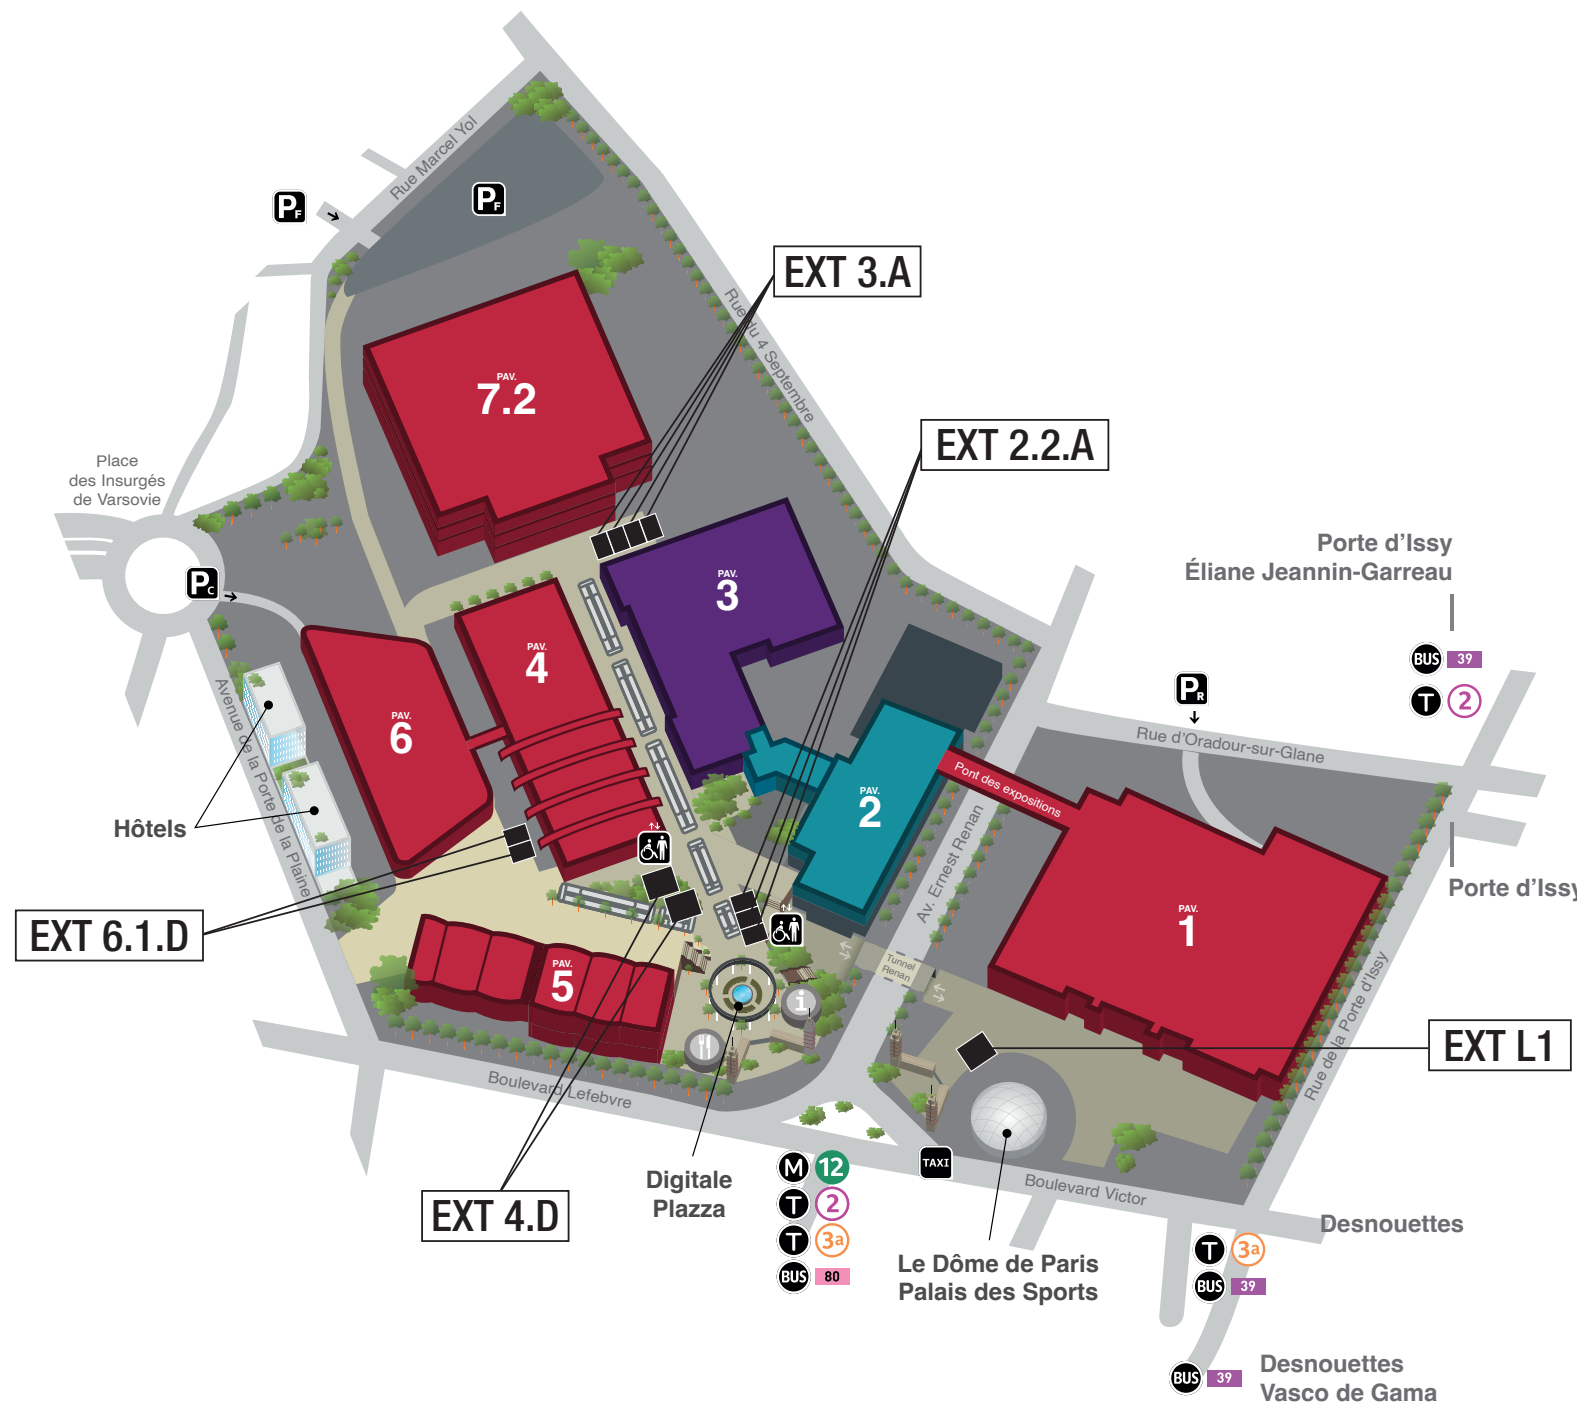 Rue Marcel Yol
PF
PF
EXT 3.A
Rue du 4 Septembre
PAV.
7.2
EXT 2.2.A
Place
des Insurgés
de Varsovie
PC
Porte d'Issy
Éliane Jeannin-Garreau
BUS 39
T 2
PAV.
3
PAV.
4
PAV.
6
PR
Rue d'Oradour-sur-Glane
Avenue de la Porte de la Plaine
Hôtels
PAV.
2
Pont des expositions
Av. Ernest Renan
Porte d'Issy
PAV.
1
EXT 6.1.D
PAV.
5
Tunnel
Renan
i
Rue de la Porte d'Issy
EXT L1
Boulevard Lefebvre
EXT 4.D
Digitale
Plazza
M 12
T 2
T 3a
BUS 80
TAXI
Boulevard Victor
Le Dôme de Paris
Palais des Sports
Desnouettes
T 3a
BUS 39
BUS 39
Desnouettes
Vasco de Gama